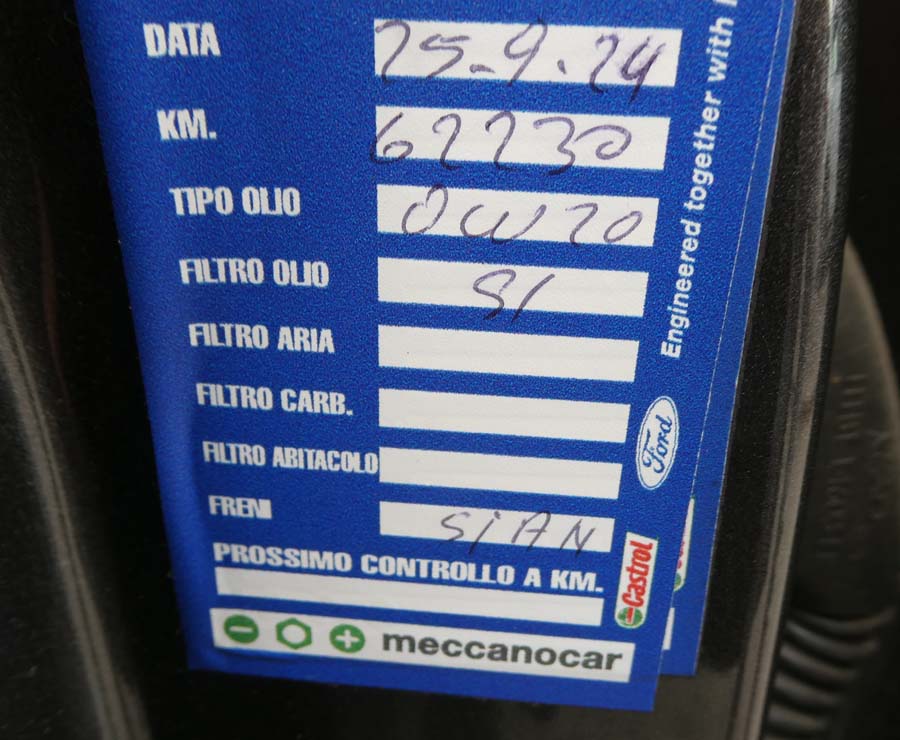 DATA 25-9.24
KM. 62230
TIPO OLIO 0W20
FILTRO OLIO SI
FILTRO ARIA
FILTRO CARB.
FILTRO ABITACOLO
FRENI SI AN
PROSSIMO CONTROLLO A KM.
meccanocar
Engineered together with
Ford
Castrol